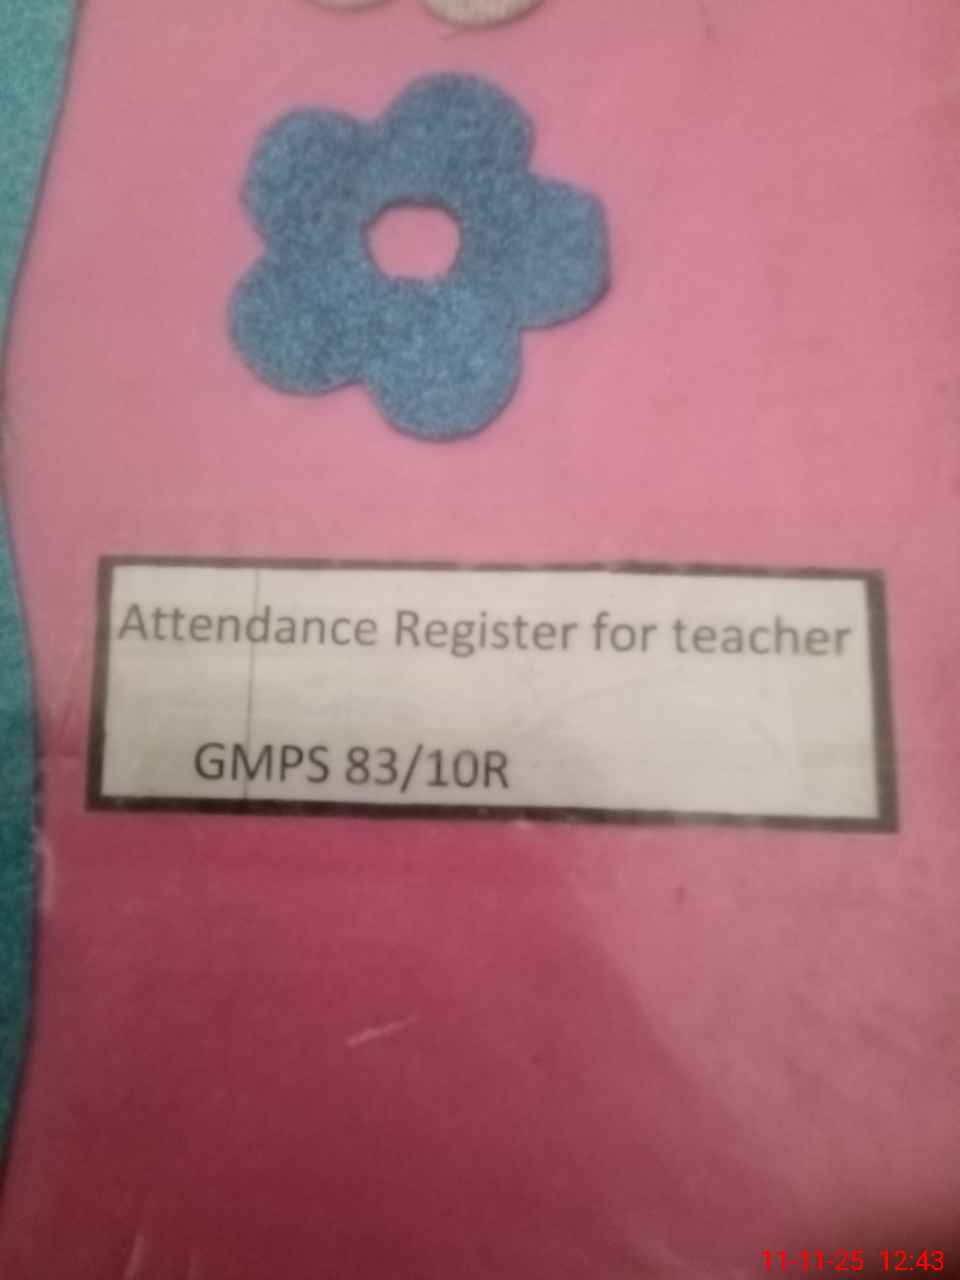 Attendance Register for teacher
GMPS 83/10R
11-11-25 12:43